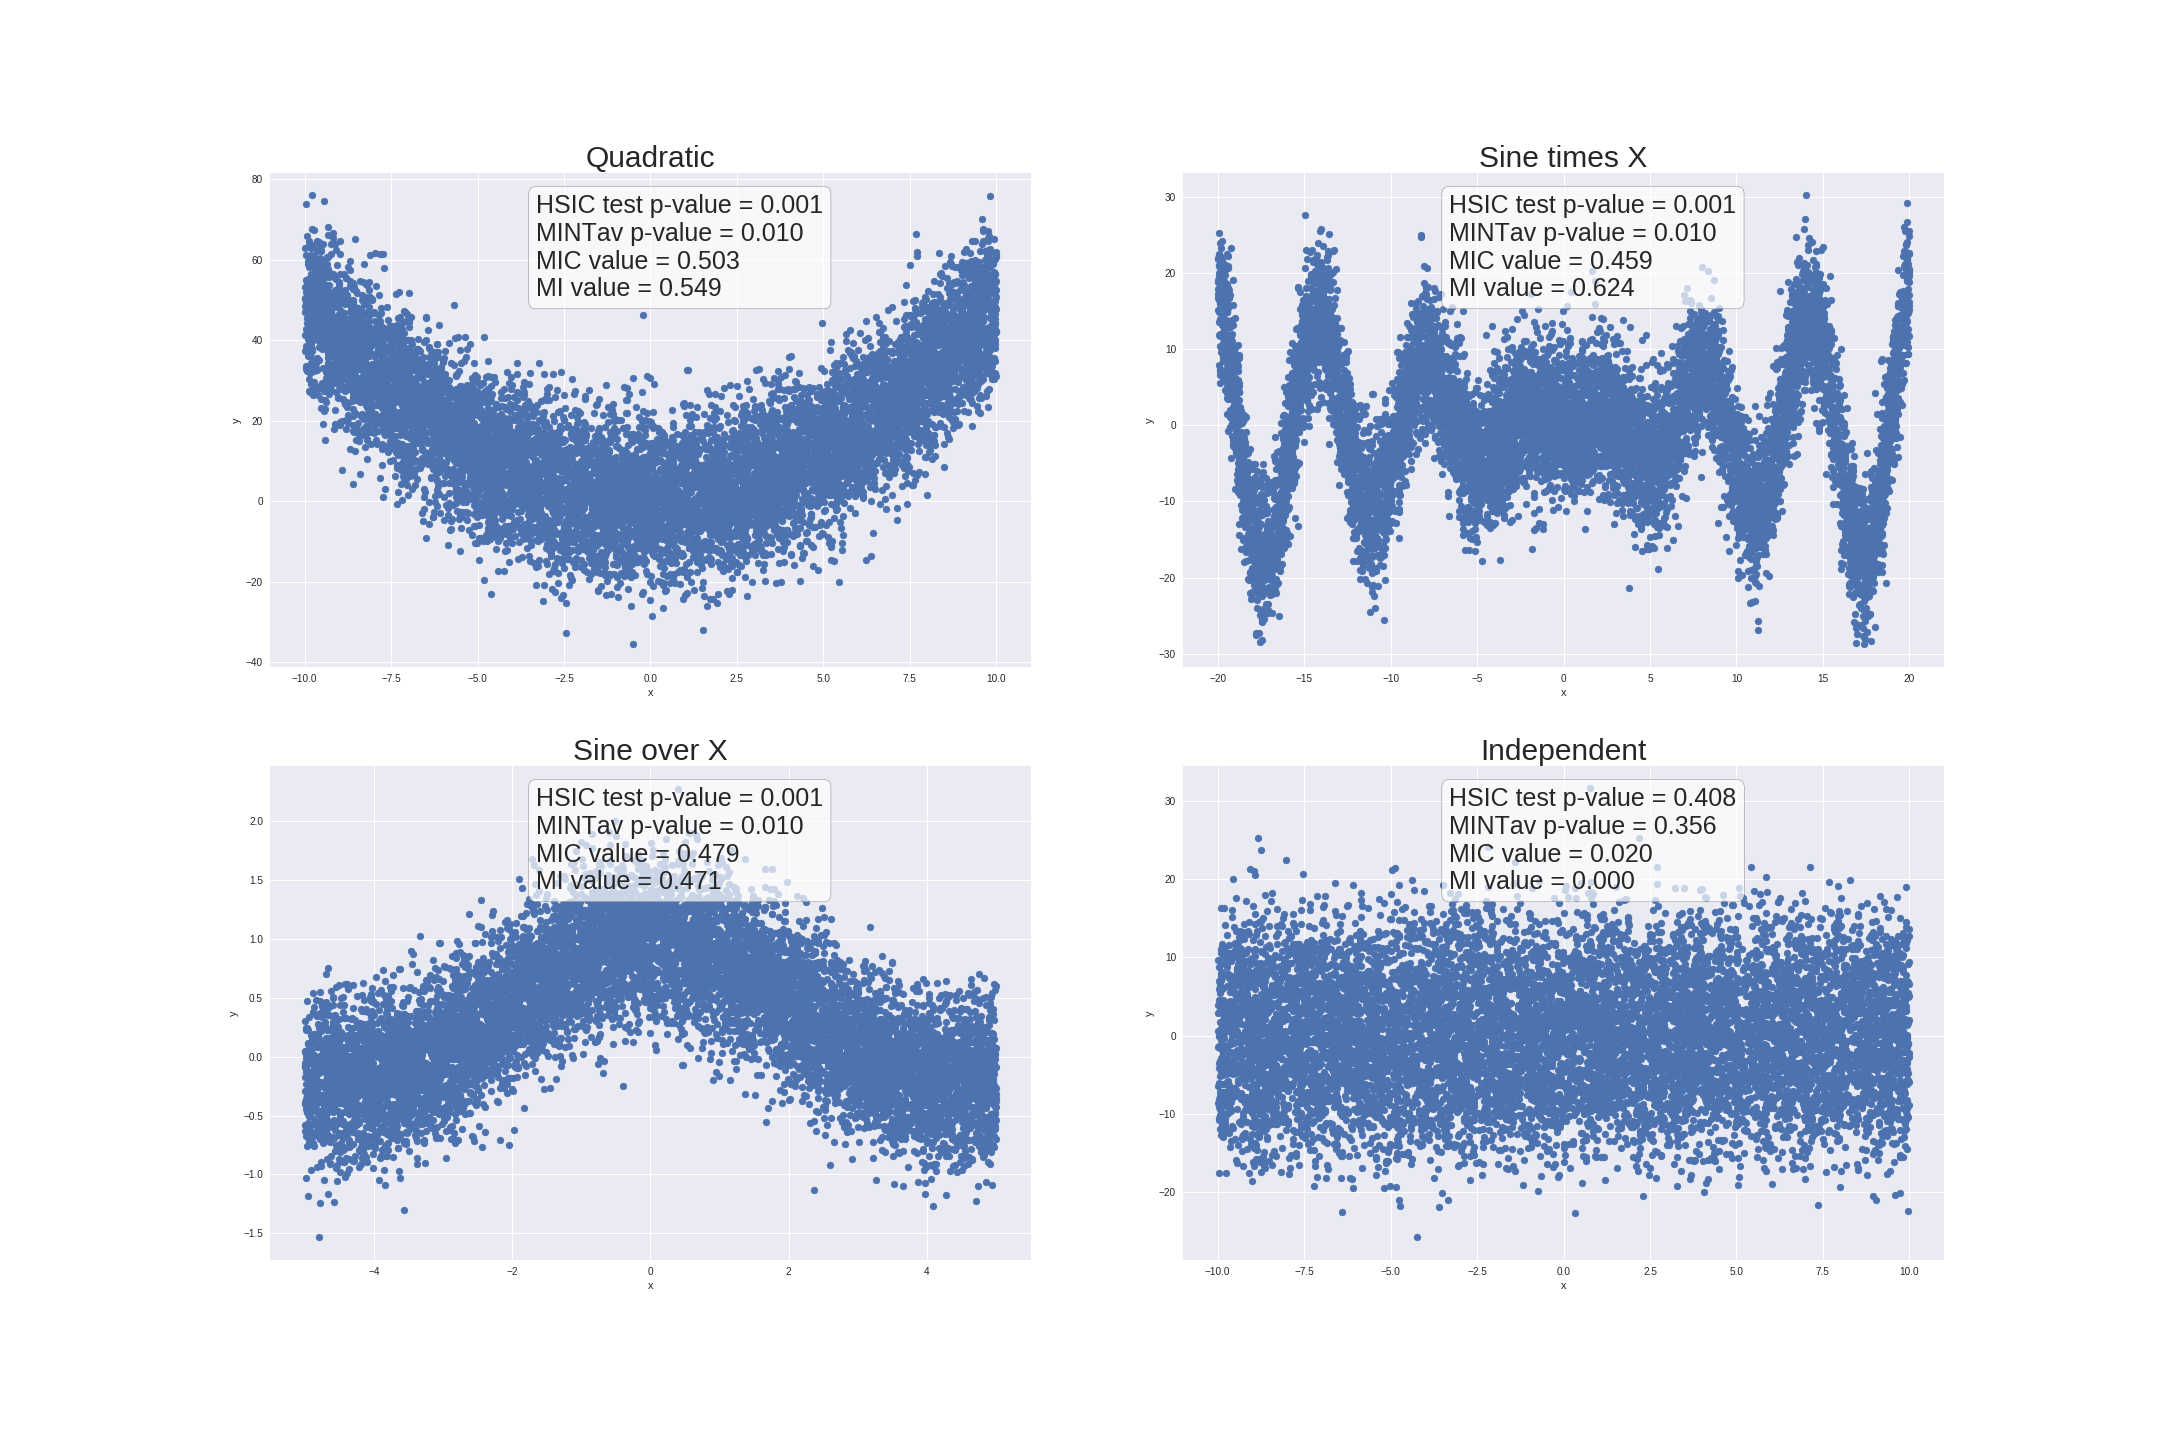 Quadratic
80
60
40
20
0
−20
−40
y
HSIC test p-value = 0.001
MINTav p-value = 0.010
MIC value = 0.503
MI value = 0.549
−10.0 −7.5 −5.0 −2.5 0.0 2.5 5.0 7.5 10.0
x
Sine times X
30
20
10
0
−10
−20
−30
y
HSIC test p-value = 0.001
MINTav p-value = 0.010
MIC value = 0.459
MI value = 0.624
−20 −15 −10 −5 0 5 10 15 20
x
Sine over X
2.0
1.5
1.0
0.5
0.0
−0.5
−1.0
−1.5
y
HSIC test p-value = 0.001
MINTav p-value = 0.010
MIC value = 0.479
MI value = 0.471
−4 −2 0 2 4
x
Independent
30
20
10
0
−10
−20
y
HSIC test p-value = 0.408
MINTav p-value = 0.356
MIC value = 0.020
MI value = 0.000
−10.0 −7.5 −5.0 −2.5 0.0 2.5 5.0 7.5 10.0
x